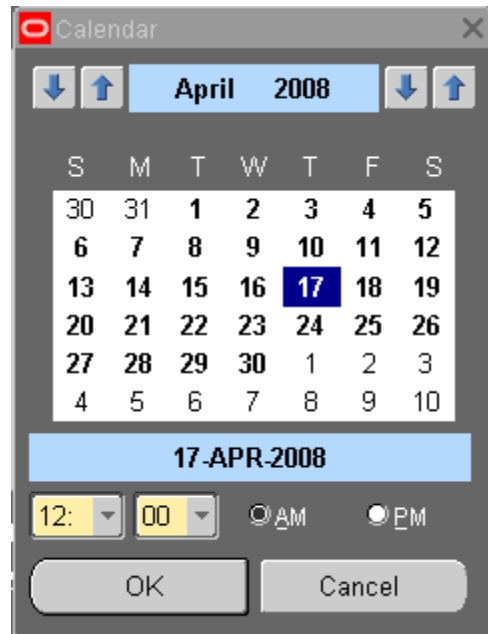 Calendar
April 2008
S M T W T F S
30 31 1 2 3 4 5
6 7 8 9 10 11 12
13 14 15 16 17 18 19
20 21 22 23 24 25 26
27 28 29 30 1 2 3
4 5 6 7 8 9 10
17-APR-2008
12: 00 AM PM
OK Cancel